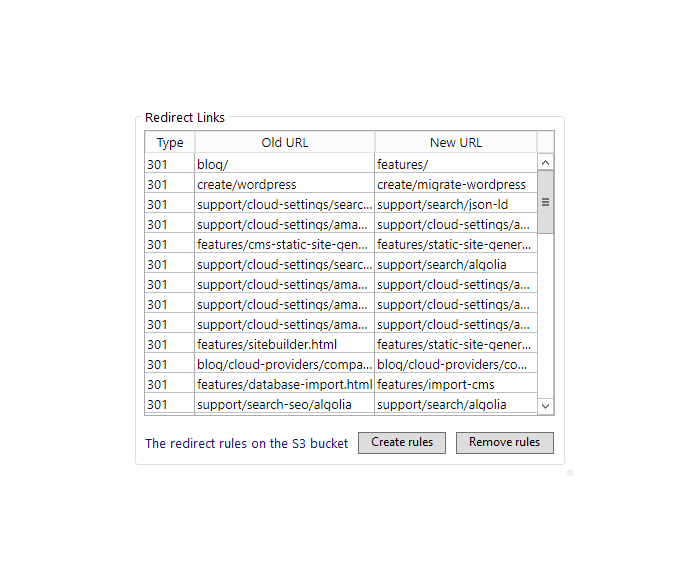 Redirect Links
Type Old URL New URL
301 blog/ features/
301 create/wordpress create/migrate-wordpress
301 support/cloud-settings/searc... support/search/json-ld
301 support/cloud-settings/ama... support/cloud-settings/a...
301 features/cms-static-site-gen... features/static-site-gener...
301 support/cloud-settings/searc... support/search/algolia
301 support/cloud-settings/ama... support/cloud-settings/a...
301 support/cloud-settings/ama... support/cloud-settings/a...
301 support/cloud-settings/ama... support/cloud-settings/a...
301 features/sitebuilder.html features/static-site-gener...
301 blog/cloud-providers/compa... blog/cloud-providers/co...
301 features/database-import.html features/import-cms
301 support/search-seo/algolia support/search/algolia
The redirect rules on the S3 bucket Create rules Remove rules